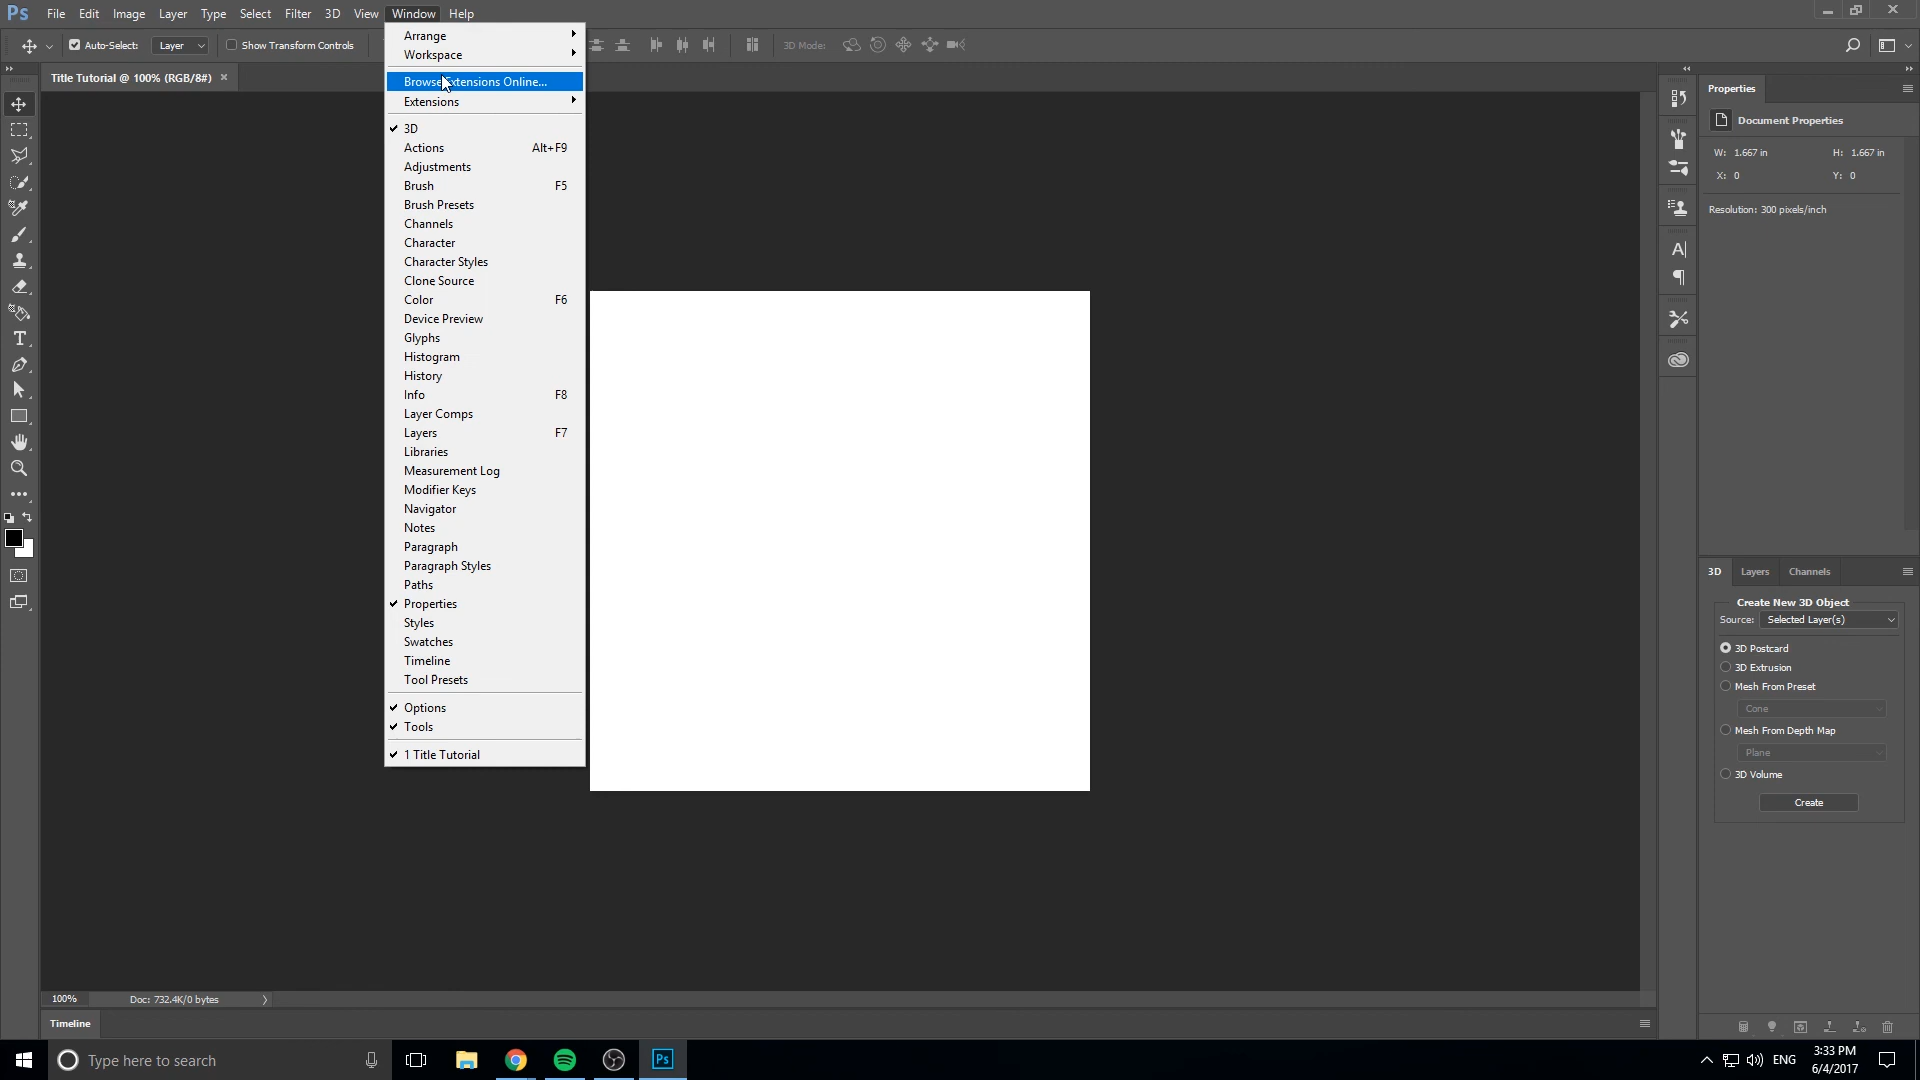 Ps File Edit Image Layer Type Select Filter 3D View Window Help
Auto-Select: Layer Show Transform Controls 3D Mode:
Title Tutorial @ 100% (RGB/8#)
Arrange
Workspace
Browse Extensions Online...
Extensions
3D
Actions Alt+F9
Adjustments
Brush F5
Brush Presets
Channels
Character
Character Styles
Clone Source
Color F6
Device Preview
Glyphs
Histogram
History
Info F8
Layer Comps
Layers F7
Libraries
Measurement Log
Modifier Keys
Navigator
Notes
Paragraph
Paragraph Styles
Paths
Properties
Styles
Swatches
Timeline
Tool Presets
Options
Tools
1 Title Tutorial
Properties
Document Properties
W: 1.667 in H: 1.667 in
X: 0 Y: 0
Resolution: 300 pixels/inch
3D Layers Channels
Create New 3D Object
Source: Selected Layer(s)
3D Postcard
3D Extrusion
Mesh From Preset
Cone
Mesh From Depth Map
Plane
3D Volume
Create
100% Doc: 732.4K/0 bytes
Timeline
Type here to search
Ps
ENG
3:33 PM
6/4/2017